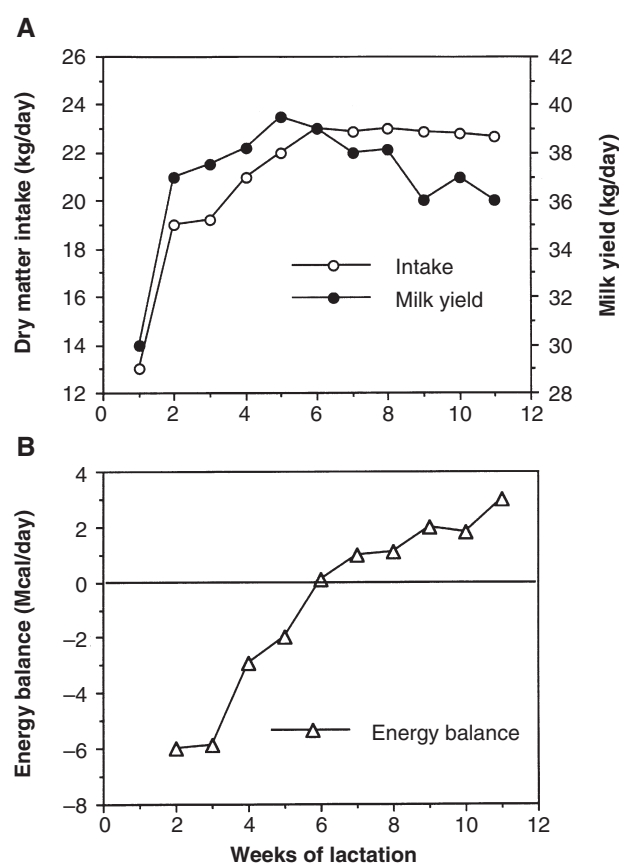 A
Dry matter intake (kg/day)
26
24
22
20
18
16
14
12
42
40
38
36
34
32
30
28
Milk yield (kg/day)
Intake
Milk yield
0 2 4 6 8 10 12
B
Energy balance (Mcal/day)
4
2
0
−2
−4
−6
−8
Energy balance
0 2 4 6 8 10 12
Weeks of lactation